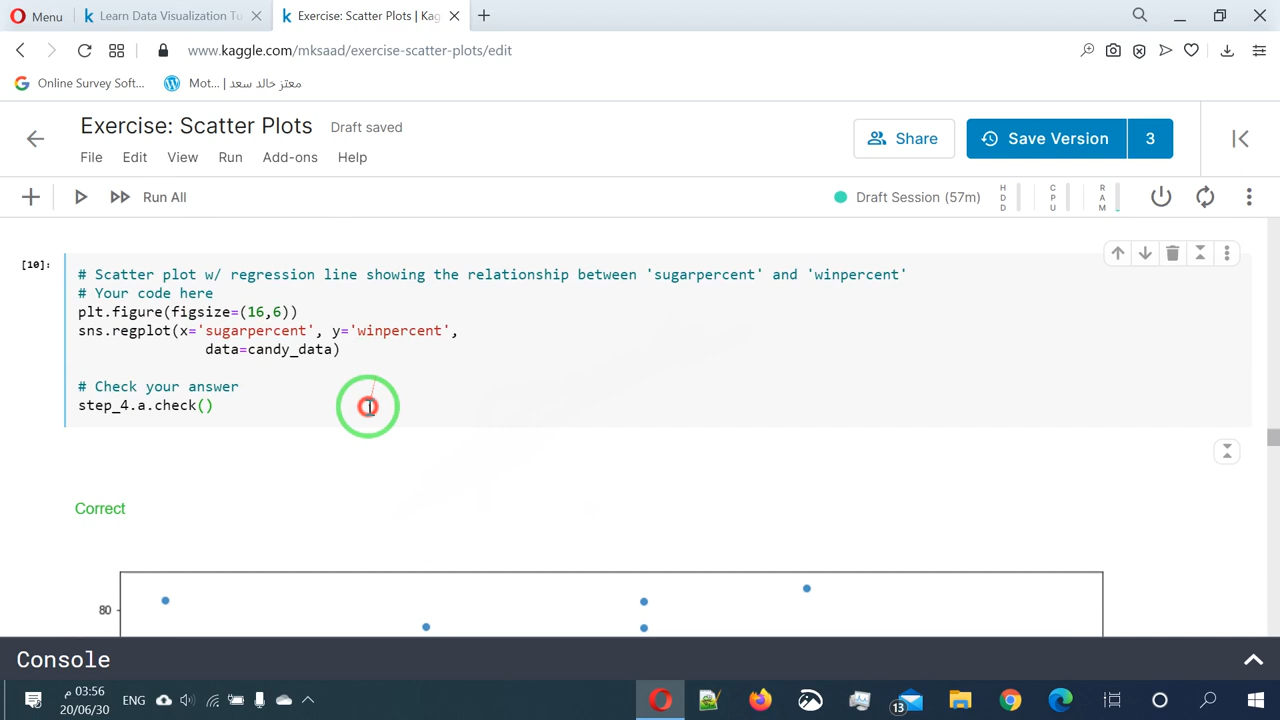 Menu
Learn Data Visualization Tu
Exercise: Scatter Plots | Kag
www.kaggle.com/mksaad/exercise-scatter-plots/edit
Online Survey Soft...
Mot... | معتز خالد سعد
Exercise: Scatter Plots
Draft saved
File Edit View Run Add-ons Help
Share
Save Version
3
Run All
Draft Session (57m)
HDD
CPU
RAM
[10]:
# Scatter plot w/ regression line showing the relationship between 'sugarpercent' and 'winpercent'
# Your code here
plt.figure(figsize=(16,6))
sns.regplot(x='sugarpercent', y='winpercent',
data=candy_data)
# Check your answer
step_4.a.check()
Correct
80
Console
03:56 م
ENG
13
20/06/30